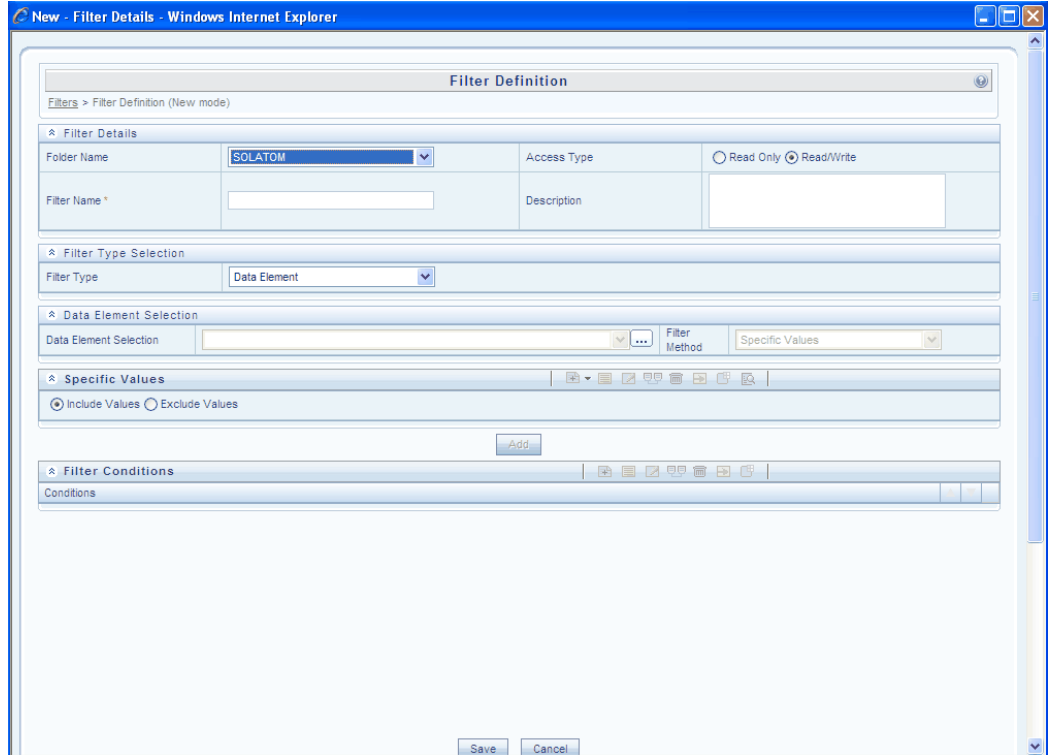 New - Filter Details - Windows Internet Explorer
Filter Definition
Filters > Filter Definition (New mode)
Filter Details
Folder Name
SOLATOM
Access Type
Read Only
Read/Write
Filter Name *
Description
Filter Type Selection
Filter Type
Data Element
Data Element Selection
Data Element Selection
...
Filter
Method
Specific Values
Specific Values
Include Values
Exclude Values
Add
Filter Conditions
Conditions
Save
Cancel